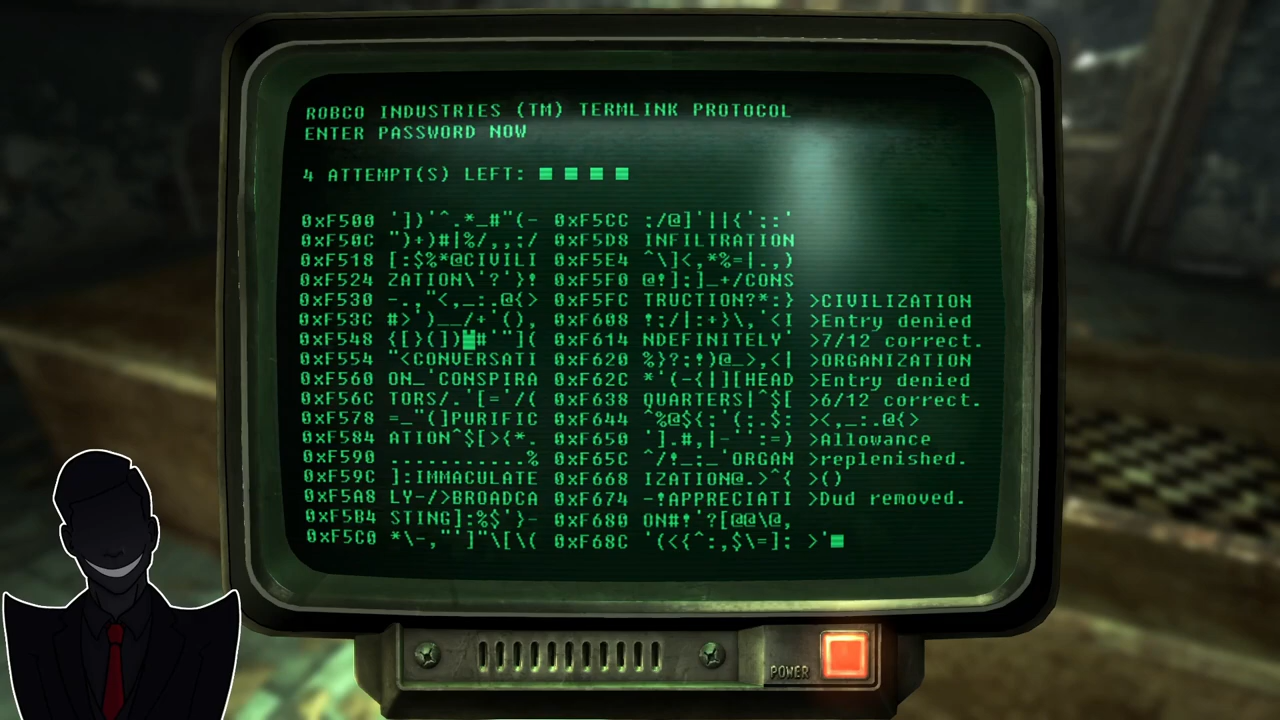 ROBCO INDUSTRIES (TM) TERMLINK PROTOCOL
ENTER PASSWORD NOW
4 ATTEMPT(S) LEFT:
0xF500 '])'^.*_#"(- 0xF5CC ;/@]'||{';:'
0xF50C ")+)#|%/,,;/ 0xF5D8 INFILTRATION
0xF518 [:$%*@CIVILI 0xF5E4 ^\]<,*%=|.,)
0xF524 ZATION\'?'}! 0xF5F0 @!];]_+/CONS
0xF530 -.,"<,_:.@{> 0xF5FC TRUCTION?*:} >CIVILIZATION
0xF53C #>')__/+'(), 0xF608 !;/|:+}\,'<I >Entry denied
0xF548 {[}(])"#'"]( 0xF614 NDEFINITELY' >7/12 correct.
0xF554 "<CONVERSATI 0xF620 %}?;!)@_>,<| >ORGANIZATION
0xF560 ON_'CONSPIRA 0xF62C *'(-{|][HEAD >Entry denied
0xF56C TORS/.'[='/( 0xF638 QUARTERS|^$[ >6/12 correct.
0xF578 =_"(]PURIFIC 0xF644 ^%@${:'(;.$: ><,_:.@{>
0xF584 ATION^$[>{*. 0xF650 '].#,|-'':=) >Allowance
0xF590 ...........% 0xF65C ^/!_;_'ORGAN >replenished.
0xF59C ]:IMMACULATE 0xF668 IZATION@.>^{ >()
0xF5A8 LY-/>BROADCA 0xF674 -!APPRECIATI >Dud removed.
0xF5B4 STING]:%$'}- 0xF680 ON#!'?[@@\@,
0xF5C0 *\-,"']"\[\( 0xF68C '(<{^:,$\=]; >'
POWER